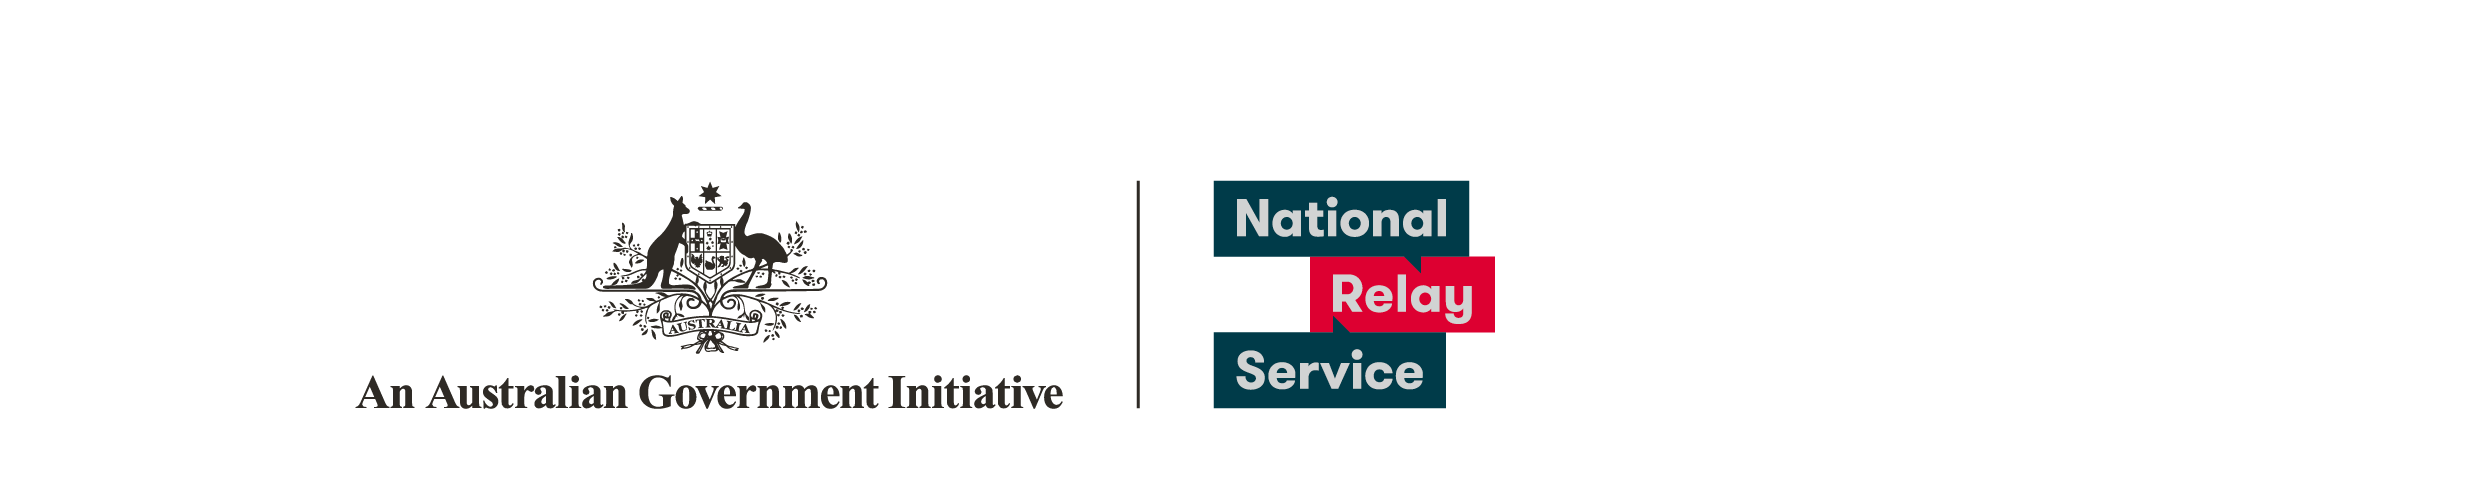 AUSTRALIA
An Australian Government Initiative
National
Relay
Service